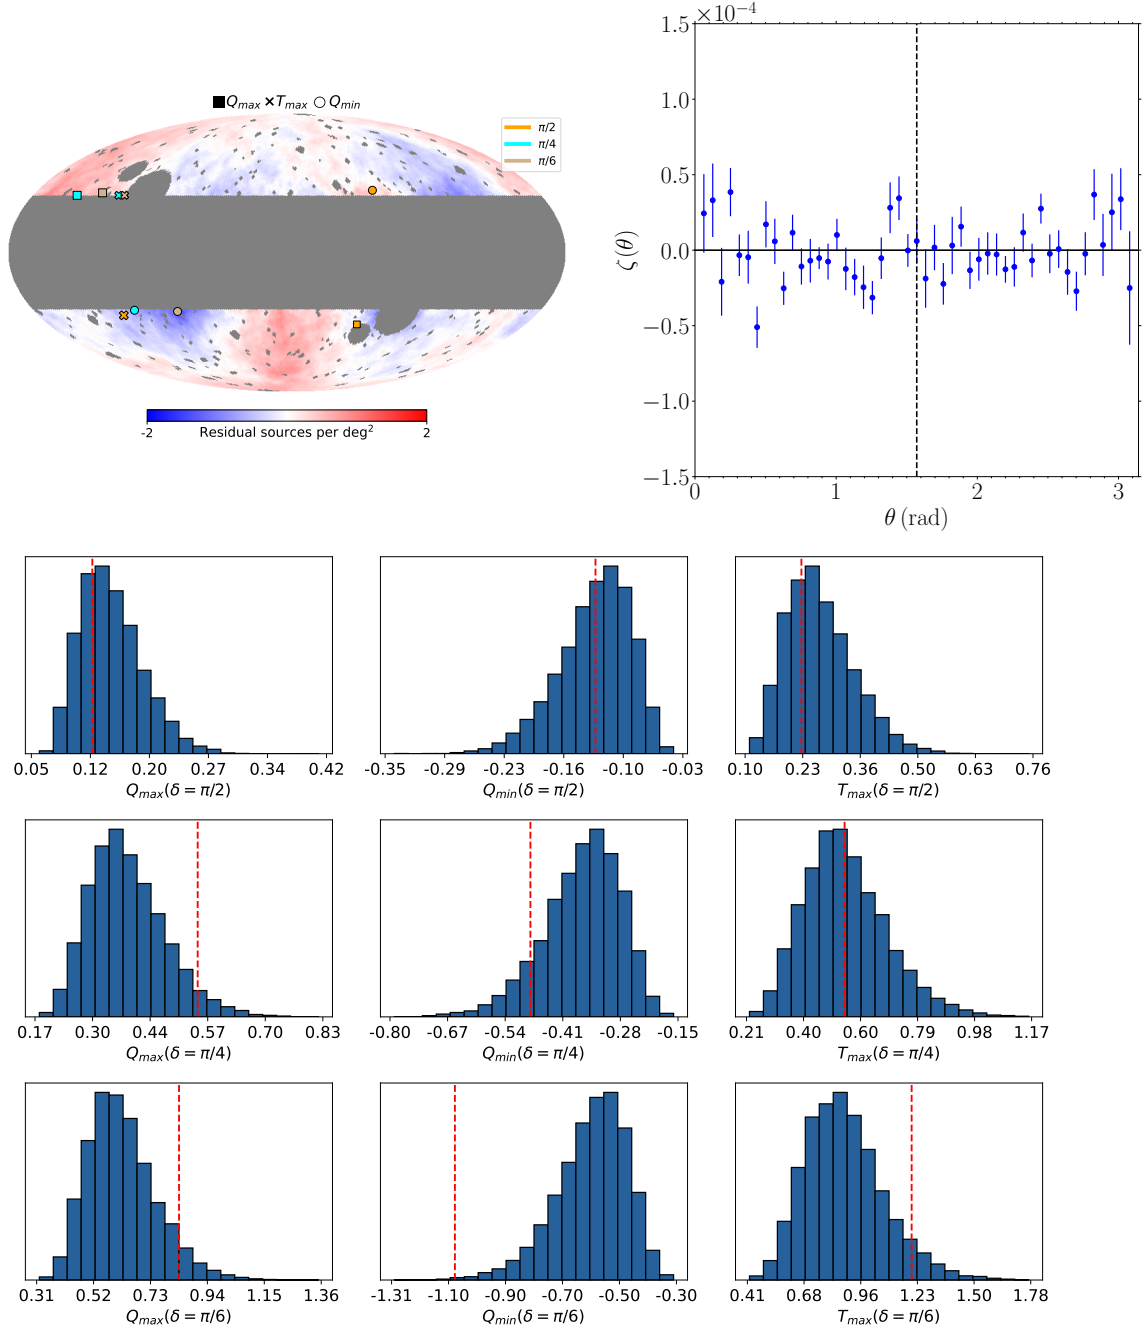 ■Q_max ×T_max ○ Q_min
π/2
π/4
π/6
-2 Residual sources per deg² 2
×10⁻⁴
1.5
1.0
0.5
0.0
−0.5
−1.0
−1.5
ζ(θ)
0 1 2 3
θ (rad)
0.05 0.12 0.20 0.27 0.34 0.42
Q_max(δ = π/2)
-0.35 -0.29 -0.23 -0.16 -0.10 -0.03
Q_min(δ = π/2)
0.10 0.23 0.36 0.50 0.63 0.76
T_max(δ = π/2)
0.17 0.30 0.44 0.57 0.70 0.83
Q_max(δ = π/4)
-0.80 -0.67 -0.54 -0.41 -0.28 -0.15
Q_min(δ = π/4)
0.21 0.40 0.60 0.79 0.98 1.17
T_max(δ = π/4)
0.31 0.52 0.73 0.94 1.15 1.36
Q_max(δ = π/6)
-1.31 -1.10 -0.90 -0.70 -0.50 -0.30
Q_min(δ = π/6)
0.41 0.68 0.96 1.23 1.50 1.78
T_max(δ = π/6)